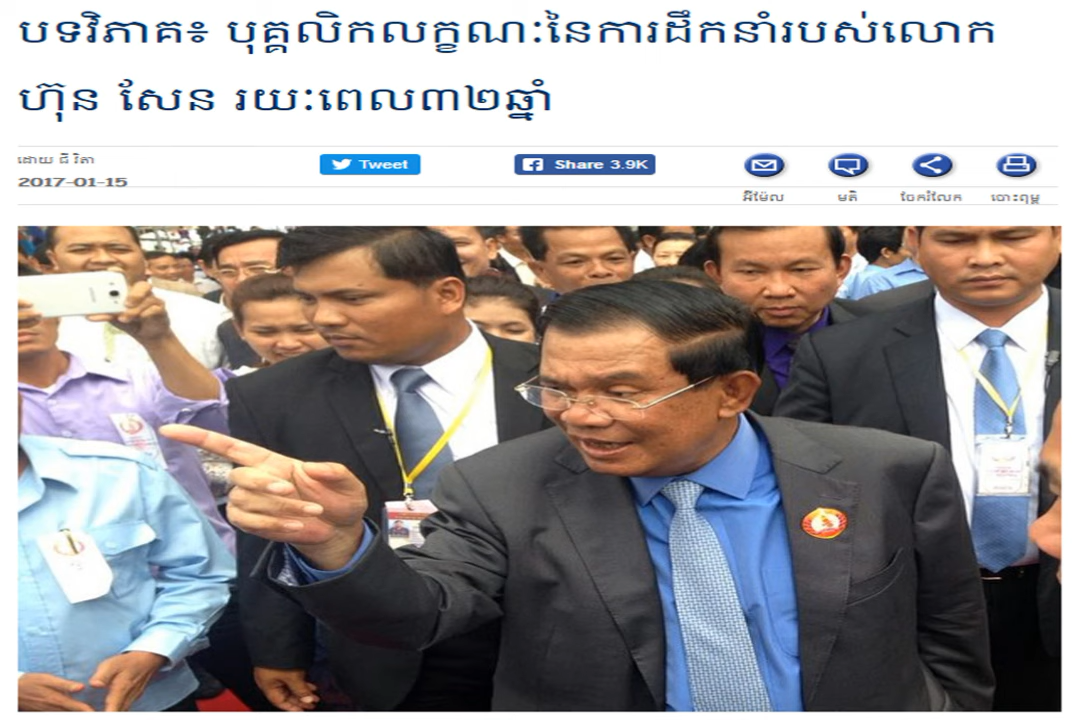 បទវិភាគ៖ បុគ្គលិកលក្ខណៈនៃការដឹកនាំរបស់លោក
ហ៊ុន សែន រយៈពេល៣២ឆ្នាំ
ដោយ ជី វិតា
2017-01-15
Tweet
Share 3.9K
អ៊ីម៉ែល
មតិ
ចែករំលែក
បោះពុម្ព